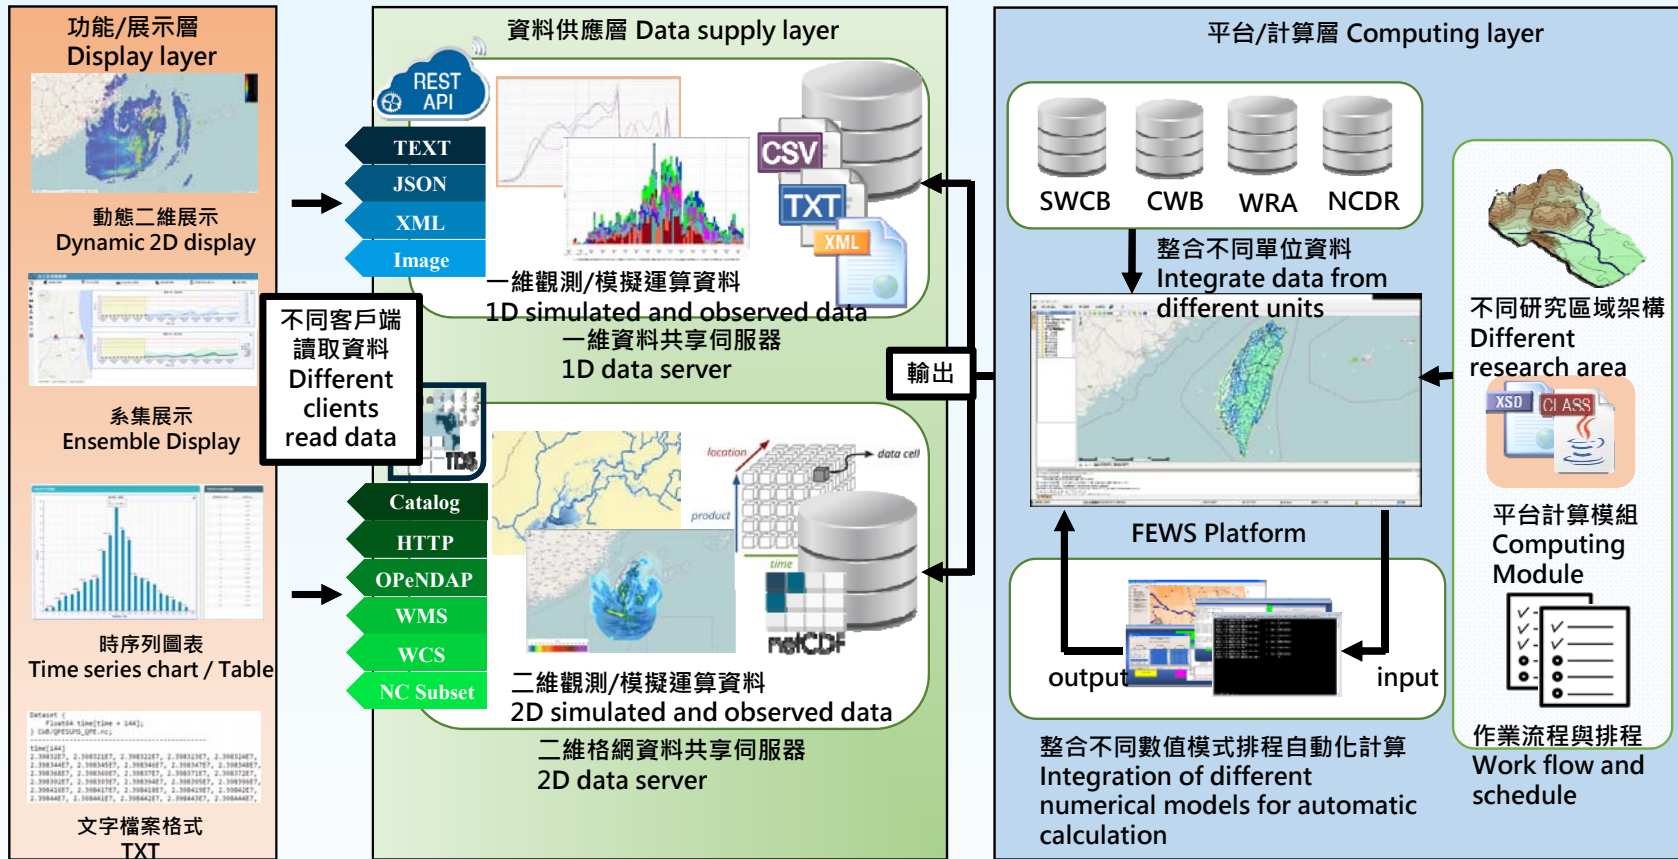 功能/展示層
Display layer
動態二維展示
Dynamic 2D display
系集展示
Ensemble Display
時序列圖表
Time series chart / Table
Dataset {
Float64 time[time = 144];
} CWB/QPESUMS_QPE.nc;
time[144]
文字檔案格式
TXT
不同客戶端
讀取資料
Different
clients
read data
資料供應層 Data supply layer
REST
API
TEXT
JSON
XML
Image
CSV
TXT
XML
一維觀測/模擬運算資料
1D simulated and observed data
一維資料共享伺服器
1D data server
TDS
Catalog
HTTP
OPeNDAP
WMS
WCS
NC Subset
location
data cell
product
time
netCDF
二維觀測/模擬運算資料
2D simulated and observed data
二維格網資料共享伺服器
2D data server
輸出
平台/計算層 Computing layer
SWCB
CWB
WRA
NCDR
整合不同單位資料
Integrate data from
different units
FEWS Platform
output
input
整合不同數值模式排程自動化計算
Integration of different
numerical models for automatic
calculation
不同研究區域架構
Different
research area
XSD
CLASS
平台計算模組
Computing
Module
作業流程與排程
Work flow and
schedule